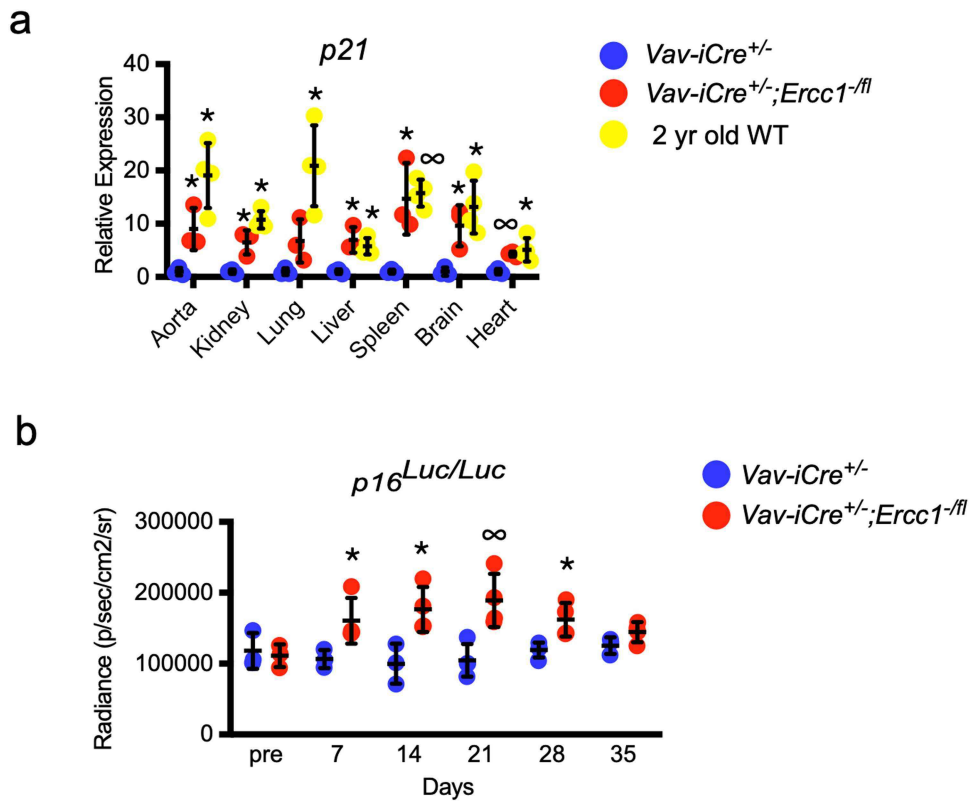 a
p21
Vav-iCre+/-
Vav-iCre+/-;Ercc1-/fl
2 yr old WT
Relative Expression
40
30
20
10
0
* * * * * * * * * ∞ * * ∞ *
Aorta Kidney Lung Liver Spleen Brain Heart
b
p16Luc/Luc
Vav-iCre+/-
Vav-iCre+/-;Ercc1-/fl
Radiance (p/sec/cm2/sr)
300000
200000
100000
0
* * ∞ *
pre 7 14 21 28 35
Days